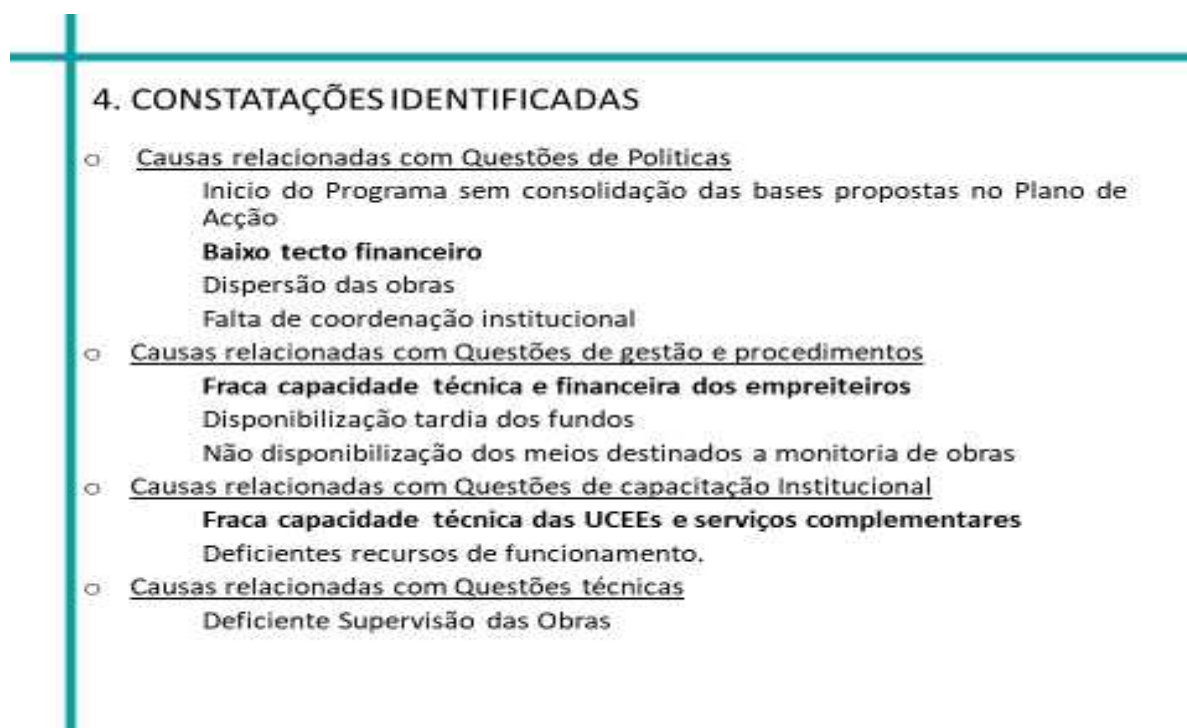 4. CONSTATAÇÕES IDENTIFICADAS
o Causas relacionadas com Questões de Politicas
Inicio do Programa sem consolidação das bases propostas no Plano de
Acção
Baixo tecto financeiro
Dispersão das obras
Falta de coordenação institucional
o Causas relacionadas com Questões de gestão e procedimentos
Fraca capacidade técnica e financeira dos empreiteiros
Disponibilização tardia dos fundos
Não disponibilização dos meios destinados a monitoria de obras
o Causas relacionadas com Questões de capacitação Institucional
Fraca capacidade técnica das UCEEs e serviços complementares
Deficientes recursos de funcionamento.
o Causas relacionadas com Questões técnicas
Deficiente Supervisão das Obras